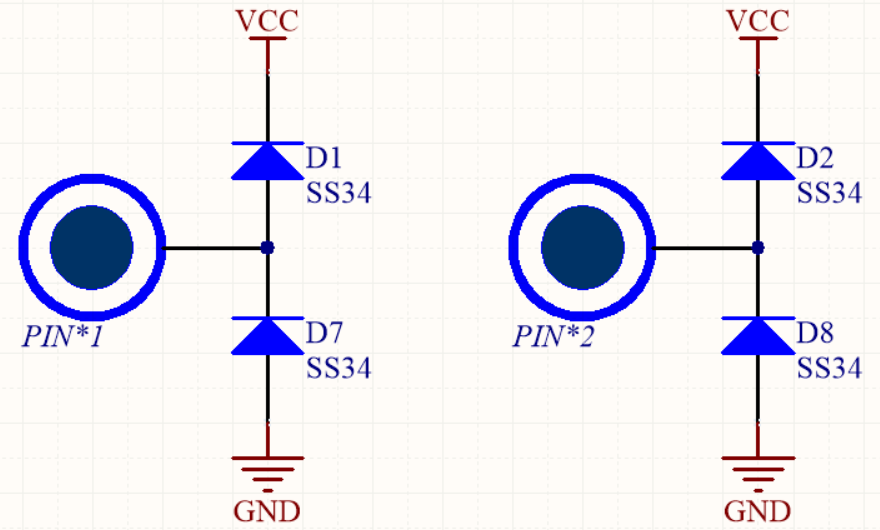 VCC
D1
SS34
PIN*1
D7
SS34
GND
VCC
D2
SS34
PIN*2
D8
SS34
GND